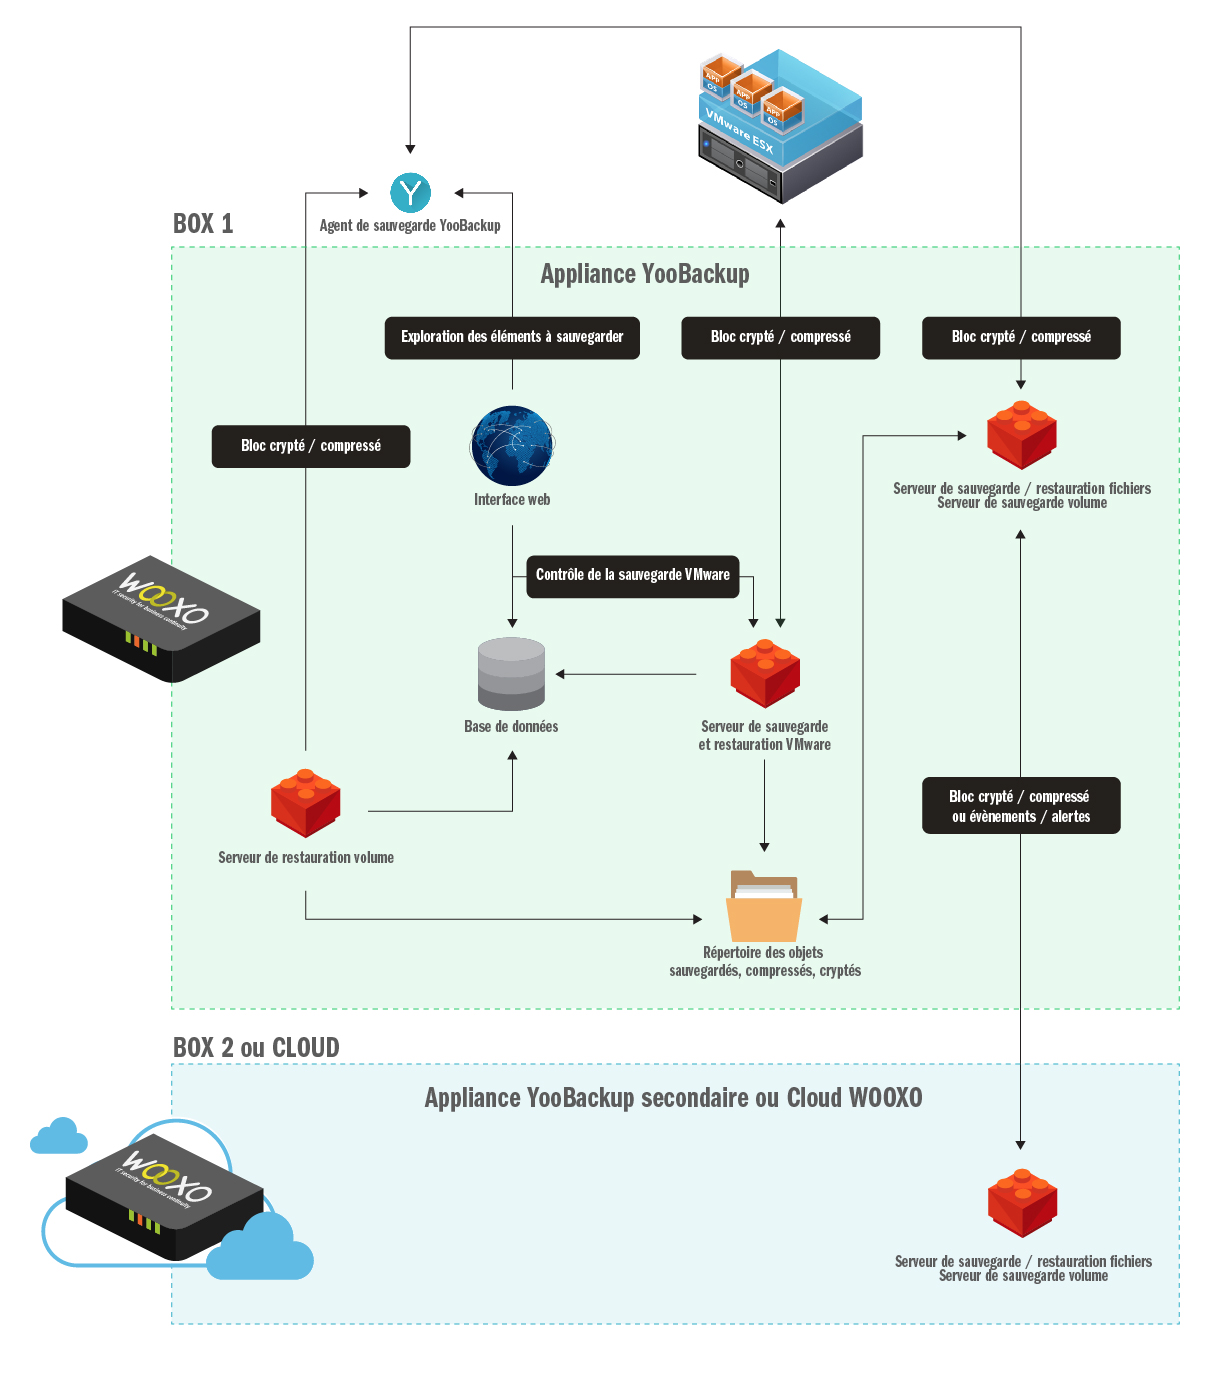 APP
OS
APP
OS
APP
OS
VMware ESX
Agent de sauvegarde YooBackup
BOX 1
Appliance YooBackup
Exploration des éléments à sauvegarder
Bloc crypté / compressé
Bloc crypté / compressé
Bloc crypté / compressé
Interface web
Serveur de sauvegarde / restauration fichiers
Serveur de sauvegarde volume
Contrôle de la sauvegarde VMware
WOOXO
IT security for business continuity
Base de données
Serveur de sauvegarde
et restauration VMware
Bloc crypté / compressé
ou évènements / alertes
Serveur de restauration volume
Répertoire des objets
sauvegardés, compressés, cryptés
BOX 2 ou CLOUD
Appliance YooBackup secondaire ou Cloud WOOXO
WOOXO
IT security for business continuity
Serveur de sauvegarde / restauration fichiers
Serveur de sauvegarde volume